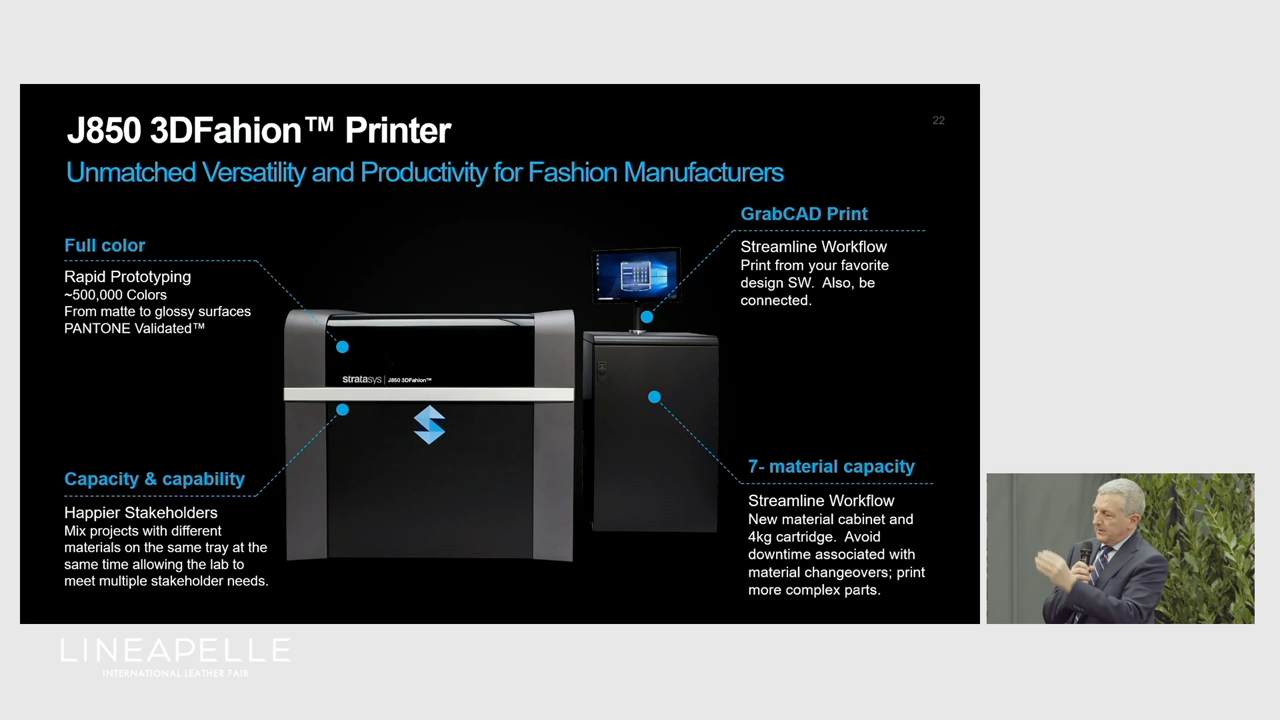 J850 3DFahion™ Printer
22
Unmatched Versatility and Productivity for Fashion Manufacturers
Full color
Rapid Prototyping
~500,000 Colors
From matte to glossy surfaces
PANTONE Validated™
GrabCAD Print
Streamline Workflow
Print from your favorite
design SW. Also, be
connected.
stratasys | J850 3DFahion™
Capacity & capability
Happier Stakeholders
Mix projects with different
materials on the same tray at the
same time allowing the lab to
meet multiple stakeholder needs.
7- material capacity
Streamline Workflow
New material cabinet and
4kg cartridge. Avoid
downtime associated with
material changeovers; print
more complex parts.
LINEAPELLE
INTERNATIONAL LEATHER FAIR